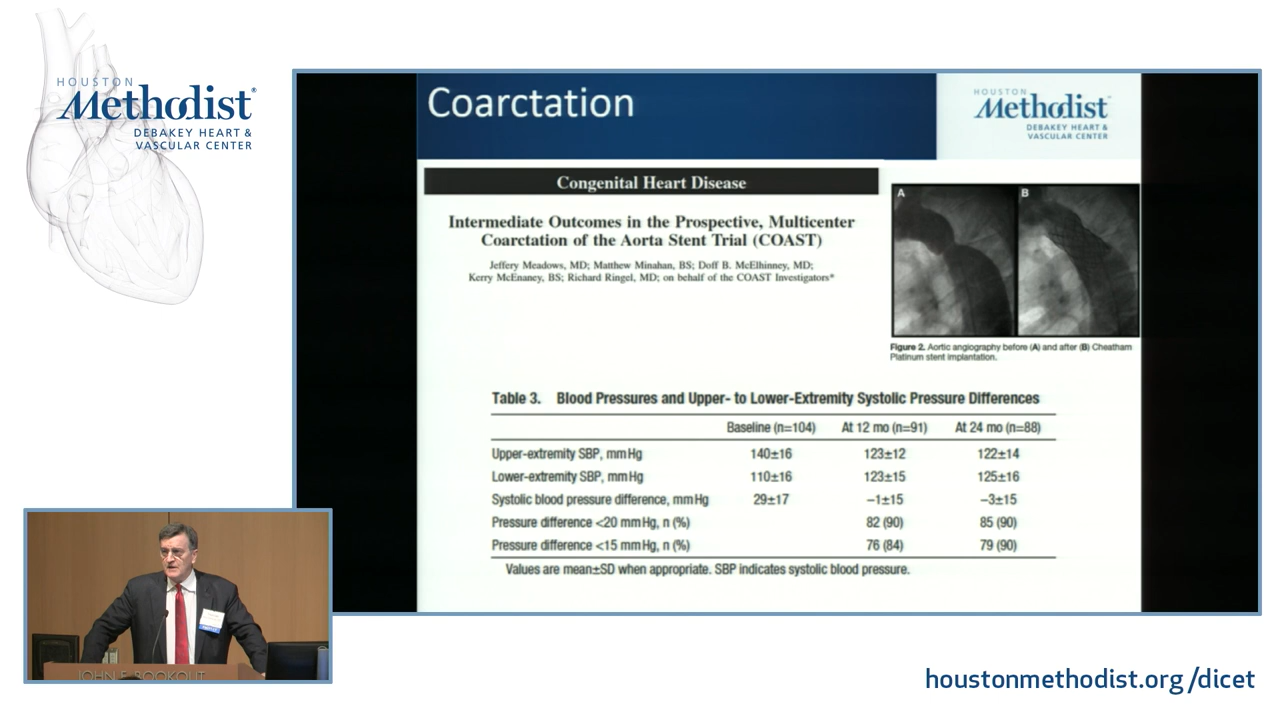 HOUSTON
Methodist®
DEBAKEY HEART &
VASCULAR CENTER
Coarctation
HOUSTON
Methodist
DEBAKEY HEART &
VASCULAR CENTER
Congenital Heart Disease
Intermediate Outcomes in the Prospective, Multicenter
Coarctation of the Aorta Stent Trial (COAST)
Jeffery Meadows, MD; Matthew Minahan, BS; Doff B. McElhinney, MD;
Kerry McEnaney, BS; Richard Ringel, MD; on behalf of the COAST Investigators*
A B
Figure 2. Aortic angiography before (A) and after (B) Cheatham
Platinum stent implantation.
Table 3. Blood Pressures and Upper- to Lower-Extremity Systolic Pressure Differences
Baseline (n=104) At 12 mo (n=91) At 24 mo (n=88)
Upper-extremity SBP, mm Hg 140±16 123±12 122±14
Lower-extremity SBP, mm Hg 110±16 123±15 125±16
Systolic blood pressure difference, mm Hg 29±17 −1±15 −3±15
Pressure difference <20 mm Hg, n (%) 82 (90) 85 (90)
Pressure difference <15 mm Hg, n (%) 76 (84) 79 (90)
Values are mean±SD when appropriate. SBP indicates systolic blood pressure.
JOHN F. BOOKOUT
houstonmethodist.org/dicet